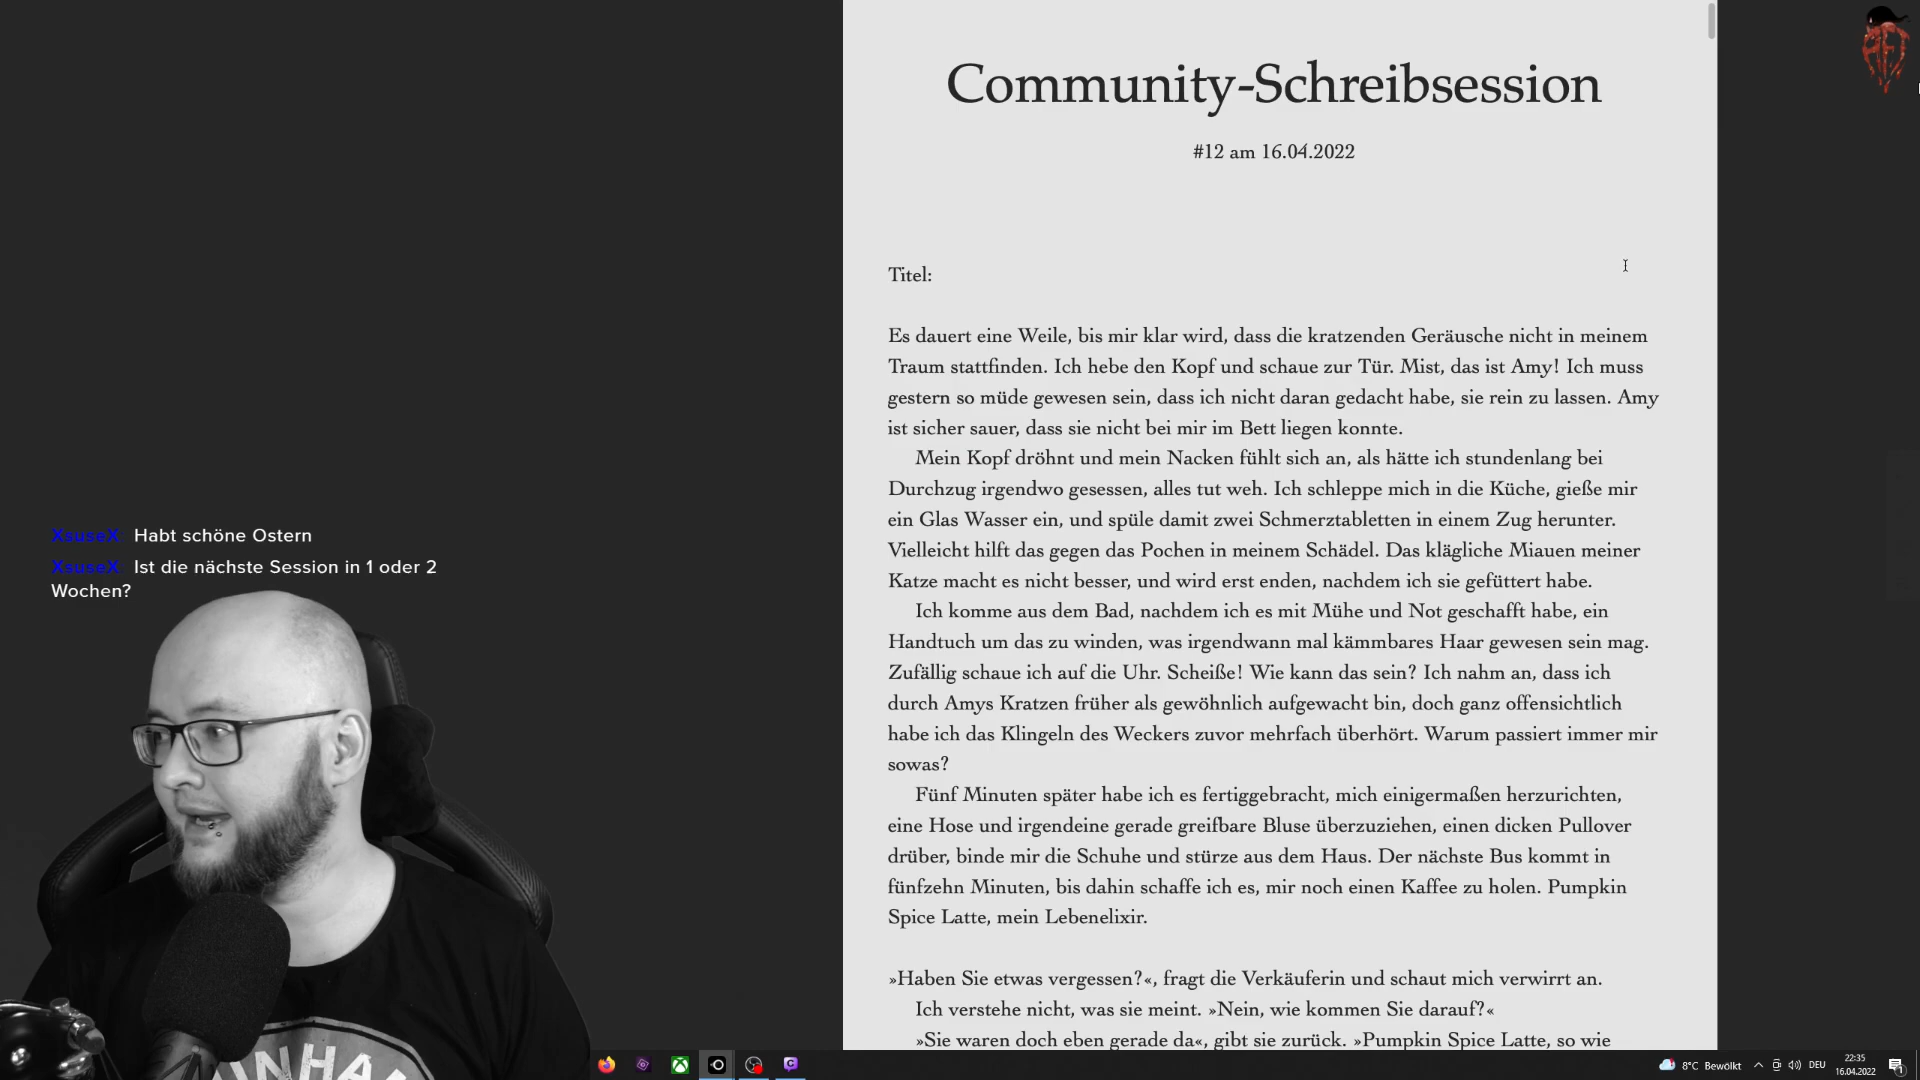 Community-Schreibsession
#12 am 16.04.2022
Titel:
Es dauert eine Weile, bis mir klar wird, dass die kratzenden Geräusche nicht in meinem
Traum stattfinden. Ich hebe den Kopf und schaue zur Tür. Mist, das ist Amy! Ich muss
gestern so müde gewesen sein, dass ich nicht daran gedacht habe, sie rein zu lassen. Amy
ist sicher sauer, dass sie nicht bei mir im Bett liegen konnte.
Mein Kopf dröhnt und mein Nacken fühlt sich an, als hätte ich stundenlang bei
Durchzug irgendwo gesessen, alles tut weh. Ich schleppe mich in die Küche, gieße mir
ein Glas Wasser ein, und spüle damit zwei Schmerztabletten in einem Zug herunter.
Vielleicht hilft das gegen das Pochen in meinem Schädel. Das klägliche Miauen meiner
Katze macht es nicht besser, und wird erst enden, nachdem ich sie gefüttert habe.
Ich komme aus dem Bad, nachdem ich es mit Mühe und Not geschafft habe, ein
Handtuch um das zu winden, was irgendwann mal kämmbares Haar gewesen sein mag.
Zufällig schaue ich auf die Uhr. Scheiße! Wie kann das sein? Ich nahm an, dass ich
durch Amys Kratzen früher als gewöhnlich aufgewacht bin, doch ganz offensichtlich
habe ich das Klingeln des Weckers zuvor mehrfach überhört. Warum passiert immer mir
sowas?
Fünf Minuten später habe ich es fertiggebracht, mich einigermaßen herzurichten,
eine Hose und irgendeine gerade greifbare Bluse überzuziehen, einen dicken Pullover
drüber, binde mir die Schuhe und stürze aus dem Haus. Der nächste Bus kommt in
fünfzehn Minuten, bis dahin schaffe ich es, mir noch einen Kaffee zu holen. Pumpkin
Spice Latte, mein Lebenelixir.
»Haben Sie etwas vergessen?«, fragt die Verkäuferin und schaut mich verwirrt an.
Ich verstehe nicht, was sie meint. »Nein, wie kommen Sie darauf?«
»Sie waren doch eben gerade da«, gibt sie zurück. »Pumpkin Spice Latte, so wie
XsuseX Habt schöne Ostern
XsuseX Ist die nächste Session in 1 oder 2
Wochen?
8°C Bewölkt DEU 22:35
16.04.2022